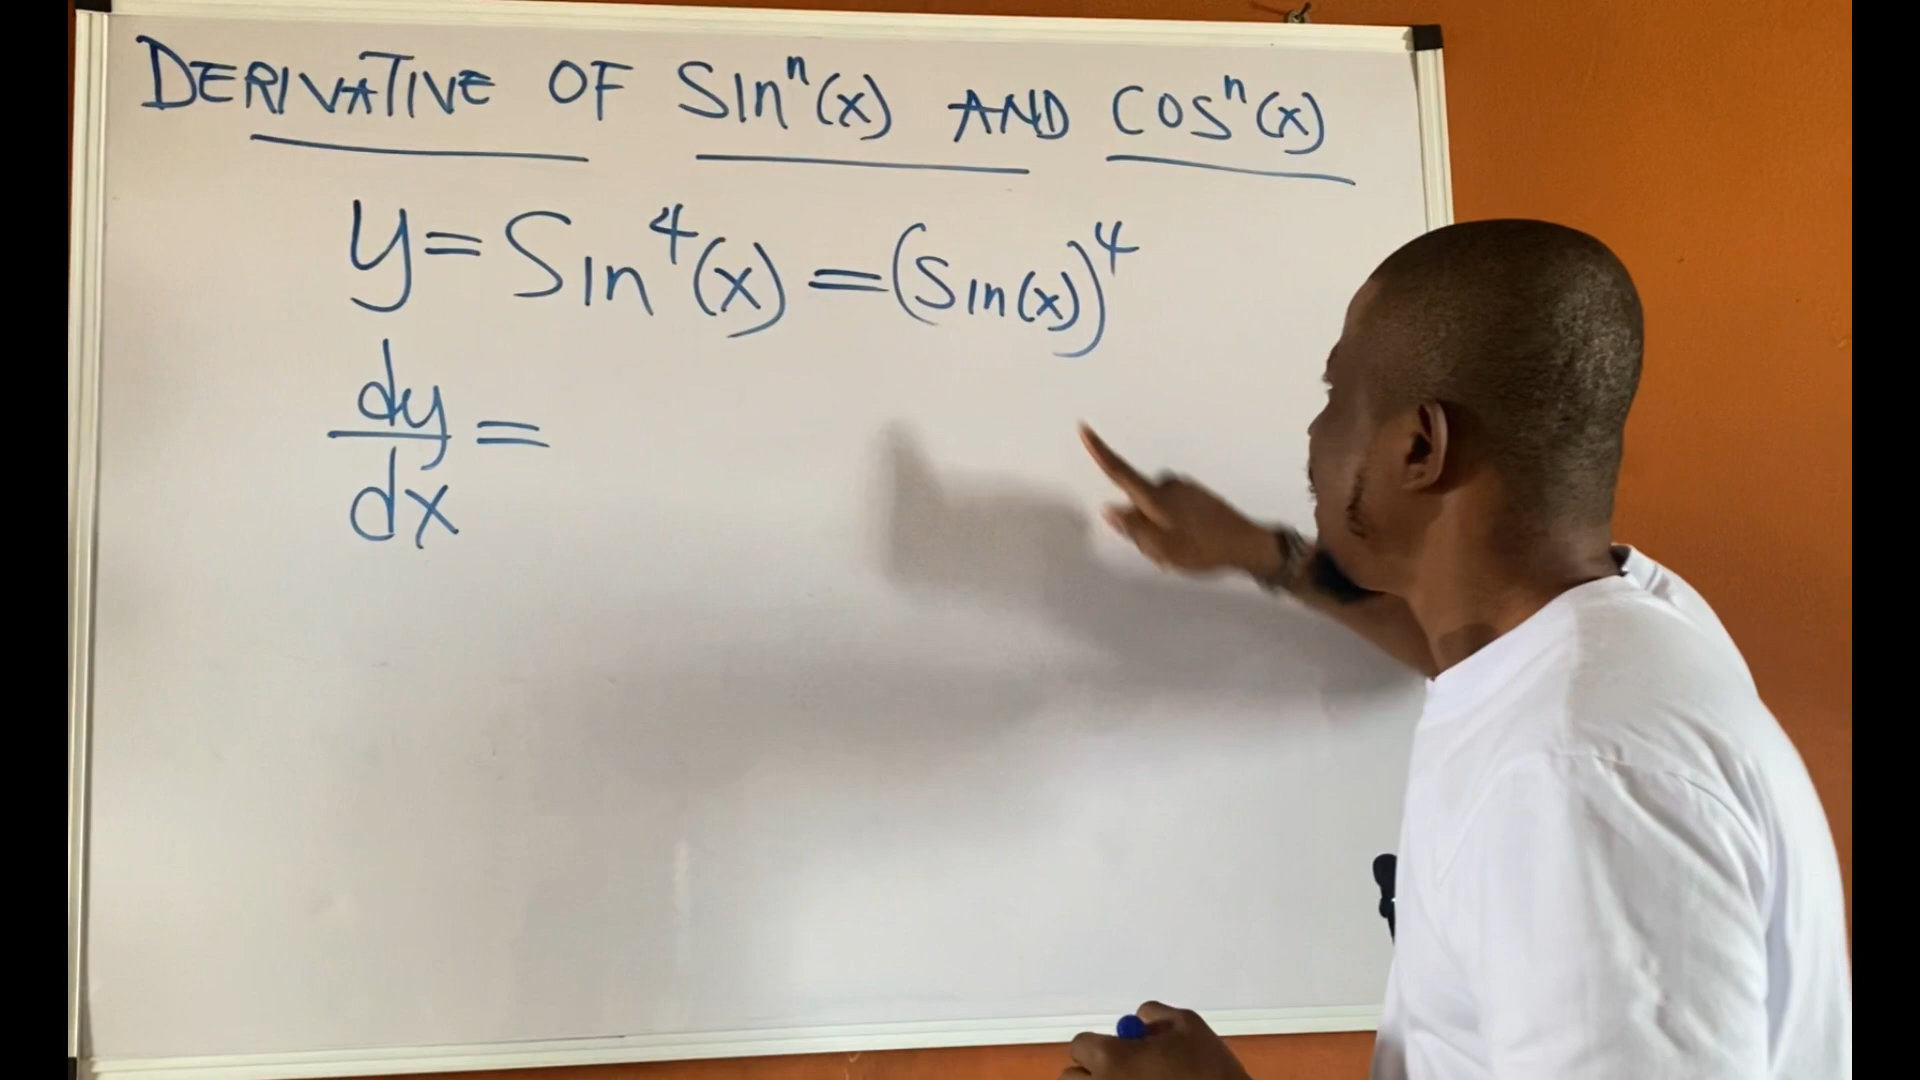 DERIVATIVE OF Sinⁿ(x) AND COSⁿ(x)
y = Sin⁴(x) = (Sin(x))⁴
dy/dx =